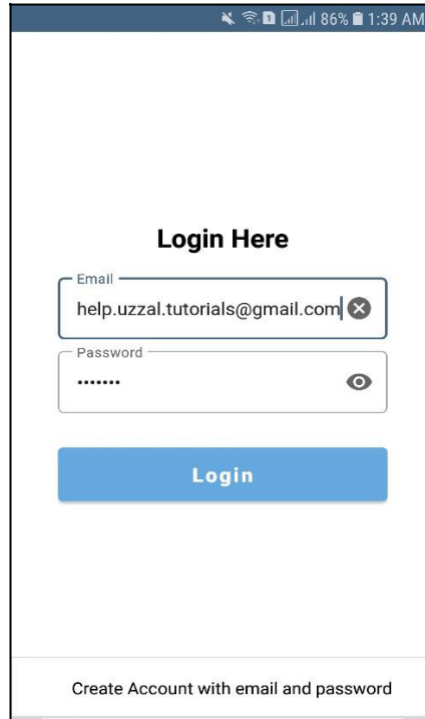 86% 1:39 AM
Login Here
Email
help.uzzal.tutorials@gmail.com
Password
•••••••
Login
Create Account with email and password